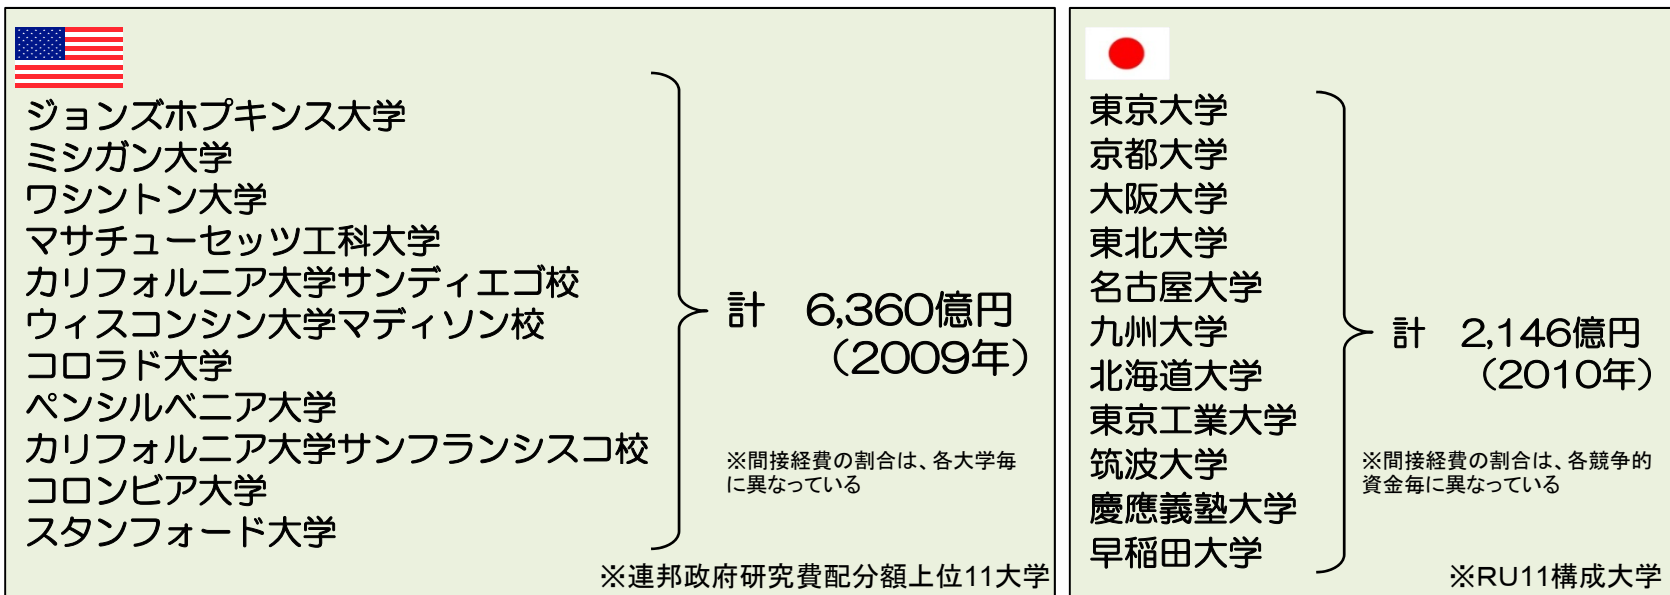 ジョンズホプキンス大学
ミシガン大学
ワシントン大学
マサチューセッツ工科大学
カリフォルニア大学サンディエゴ校
ウィスコンシン大学マディソン校
コロラド大学
ペンシルベニア大学
カリフォルニア大学サンフランシスコ校
コロンビア大学
スタンフォード大学
計 6,360億円
(2009年)
※間接経費の割合は、各大学毎
に異なっている
※連邦政府研究費配分額上位11大学
東京大学
京都大学
大阪大学
東北大学
名古屋大学
九州大学
北海道大学
東京工業大学
筑波大学
慶應義塾大学
早稲田大学
計 2,146億円
(2010年)
※間接経費の割合は、各競争的
資金毎に異なっている
※RU11構成大学